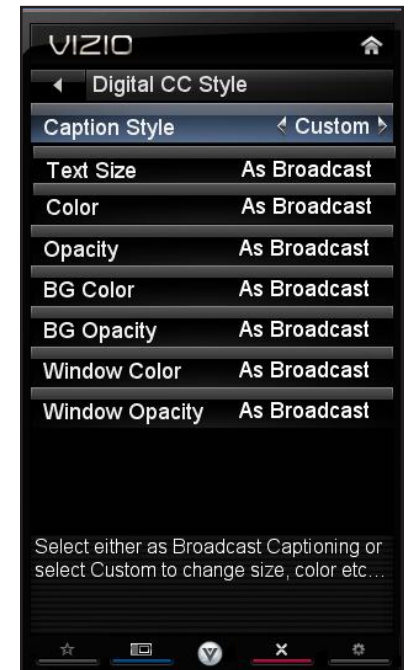 VIZIO
Digital CC Style
Caption Style Custom
Text Size As Broadcast
Color As Broadcast
Opacity As Broadcast
BG Color As Broadcast
BG Opacity As Broadcast
Window Color As Broadcast
Window Opacity As Broadcast
Select either as Broadcast Captioning or
select Custom to change size, color etc...
V